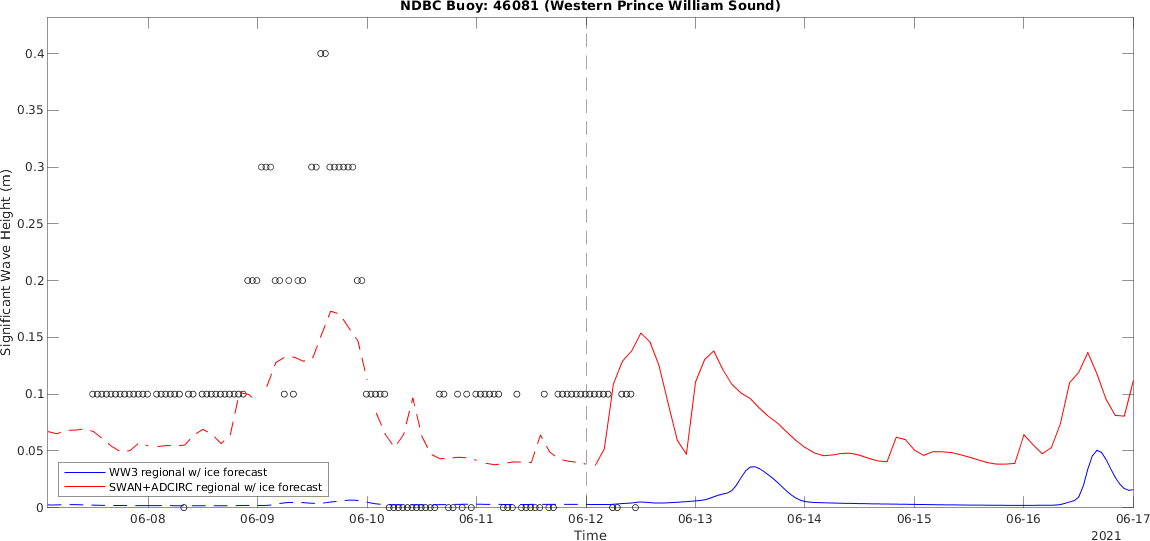 NDBC Buoy: 46081 (Western Prince William Sound)
Significant Wave Height (m)
0.4
0.35
0.3
0.25
0.2
0.15
0.1
0.05
0
WW3 regional w/ ice forecast
SWAN+ADCIRC regional w/ ice forecast
06-08 06-09 06-10 06-11 06-12 06-13 06-14 06-15 06-16 06-17
Time
2021